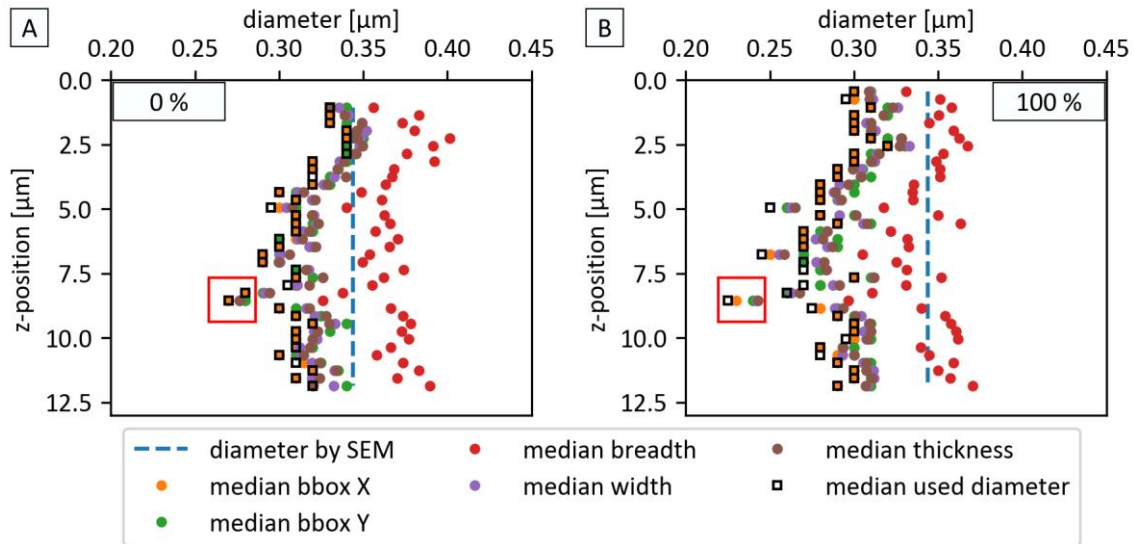 A
diameter [µm]
0.20 0.25 0.30 0.35 0.40 0.45
0 %
z-position [µm]
0.0
2.5
5.0
7.5
10.0
12.5
B
diameter [µm]
0.20 0.25 0.30 0.35 0.40 0.45
100 %
z-position [µm]
0.0
2.5
5.0
7.5
10.0
12.5
diameter by SEM
median bbox X
median bbox Y
median breadth
median width
median thickness
median used diameter